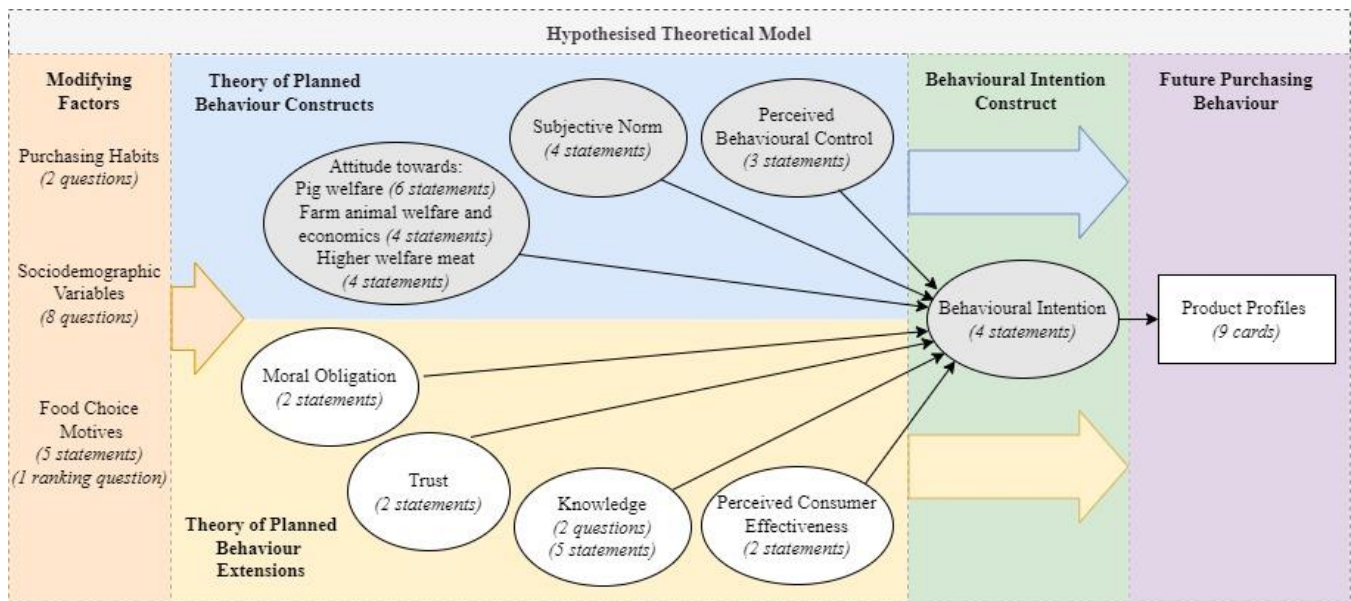 Hypothesised Theoretical Model
Modifying
Factors
Purchasing Habits
(2 questions)
Sociodemographic
Variables
(8 questions)
Food Choice
Motives
(5 statements)
(1 ranking question)
Theory of Planned
Behaviour Constructs
Attitude towards:
Pig welfare (6 statements)
Farm animal welfare and
economics (4 statements)
Higher welfare meat
(4 statements)
Subjective Norm
(4 statements)
Perceived
Behavioural Control
(3 statements)
Moral Obligation
(2 statements)
Trust
(2 statements)
Knowledge
(2 questions)
(5 statements)
Perceived Consumer
Effectiveness
(2 statements)
Theory of Planned
Behaviour
Extensions
Behavioural Intention
Construct
Behavioural Intention
(4 statements)
Future Purchasing
Behaviour
Product Profiles
(9 cards)